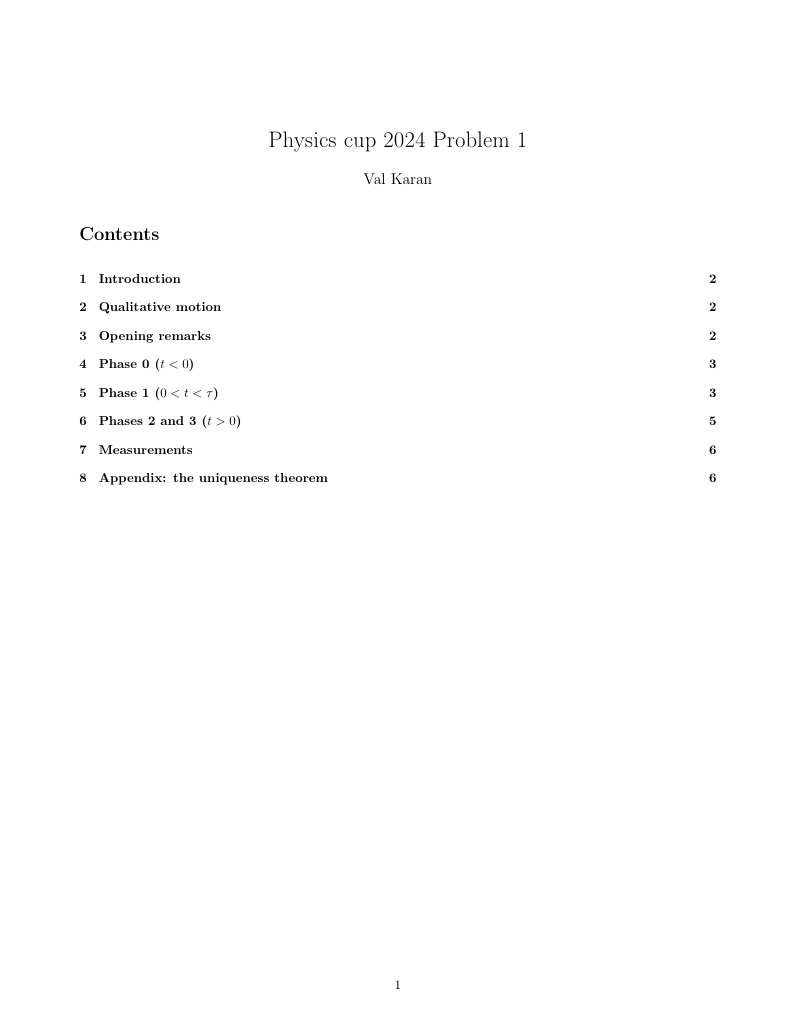 Physics cup 2024 Problem 1
Val Karan
Contents
1 Introduction 2
2 Qualitative motion 2
3 Opening remarks 2
4 Phase 0 (t < 0) 3
5 Phase 1 (0 < t < τ) 3
6 Phases 2 and 3 (t > 0) 5
7 Measurements 6
8 Appendix: the uniqueness theorem 6
1